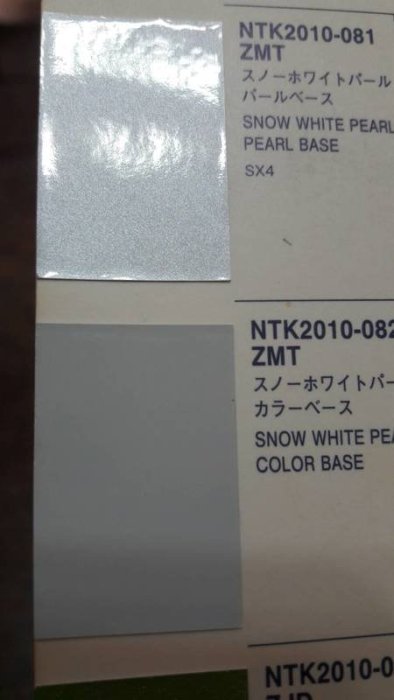 NTK2010-081
ZMT
スノーホワイトパール
パールベース
SNOW WHITE PEARL
PEARL BASE
SX4
NTK2010-082
ZMT
スノーホワイトパー
カラーベース
SNOW WHITE PEA
COLOR BASE
NTK2010-0